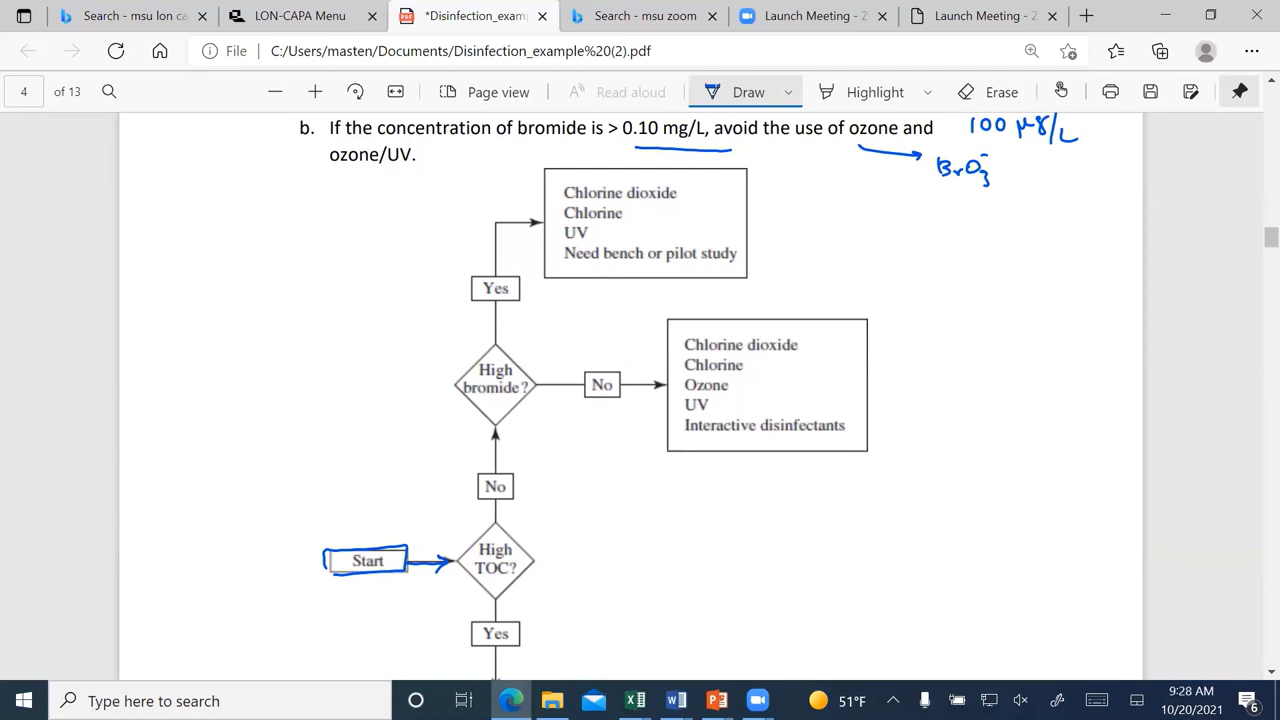 Search - msu lon ca
LON-CAPA Menu
*Disinfection_exam
Search - msu zoom
Launch Meeting - Z
Launch Meeting - Z
File
C:/Users/masten/Documents/Disinfection_example%20(2).pdf
4
of 13
Page view
Read aloud
Draw
Highlight
Erase
b. If the concentration of bromide is > 0.10 mg/L, avoid the use of ozone and
ozone/UV.
100 μg/L
BrO3-
Chlorine dioxide
Chlorine
UV
Need bench or pilot study
Yes
High
bromide?
No
Chlorine dioxide
Chlorine
Ozone
UV
Interactive disinfectants
No
Start
High
TOC?
Yes
Type here to search
51°F
9:28 AM
10/20/2021
6